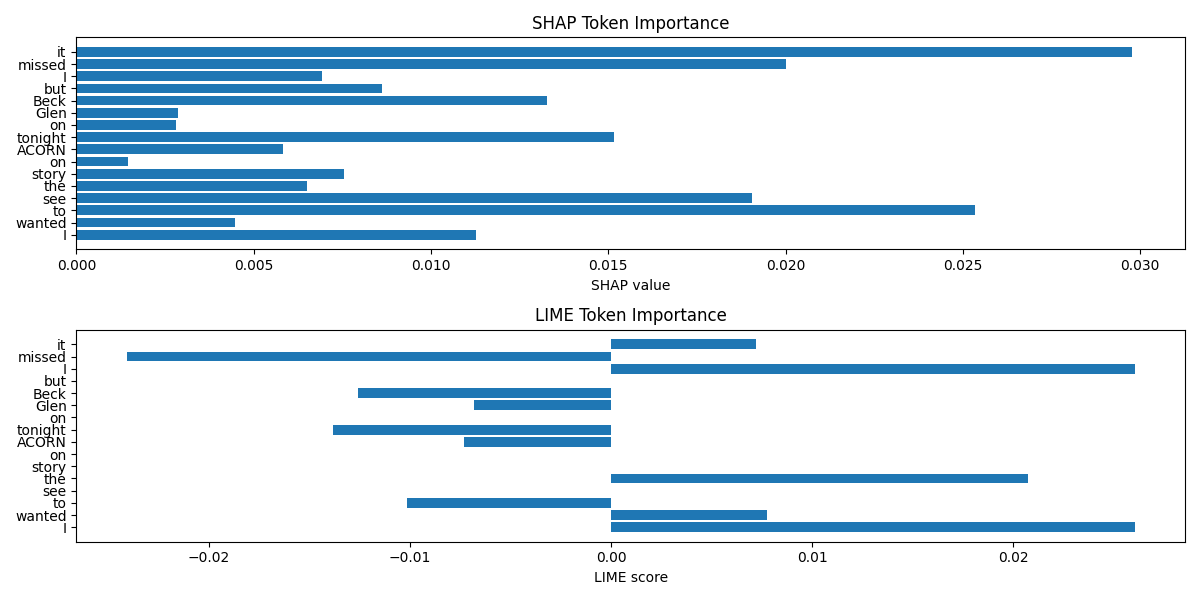 SHAP Token Importance
it
missed
I
but
Beck
Glen
on
tonight
ACORN
on
story
the
see
to
wanted
I
0.000 0.005 0.010 0.015 0.020 0.025 0.030
SHAP value
LIME Token Importance
it
missed
I
but
Beck
Glen
on
tonight
ACORN
on
story
the
see
to
wanted
I
−0.02 −0.01 0.00 0.01 0.02
LIME score